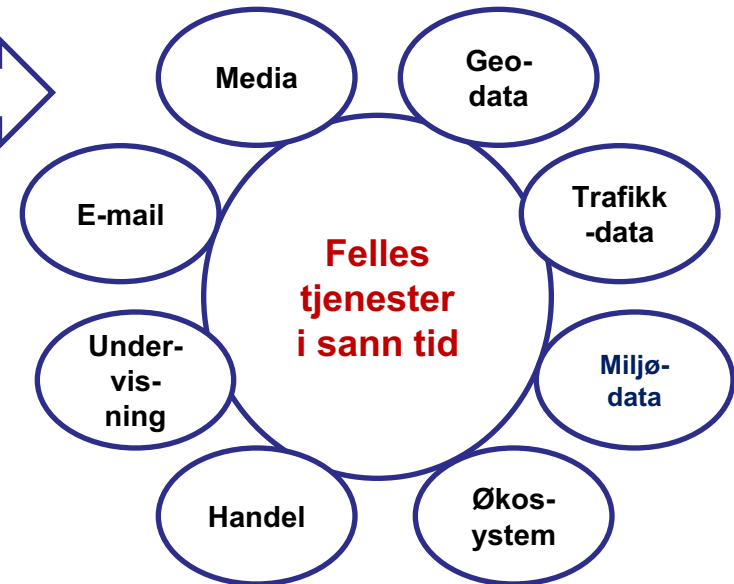 Media
Geo-
data
E-mail
Trafikk
-data
Felles
tjenester
i sann tid
Under-
vis-
ning
Miljø-
data
Handel
Økos-
ystem